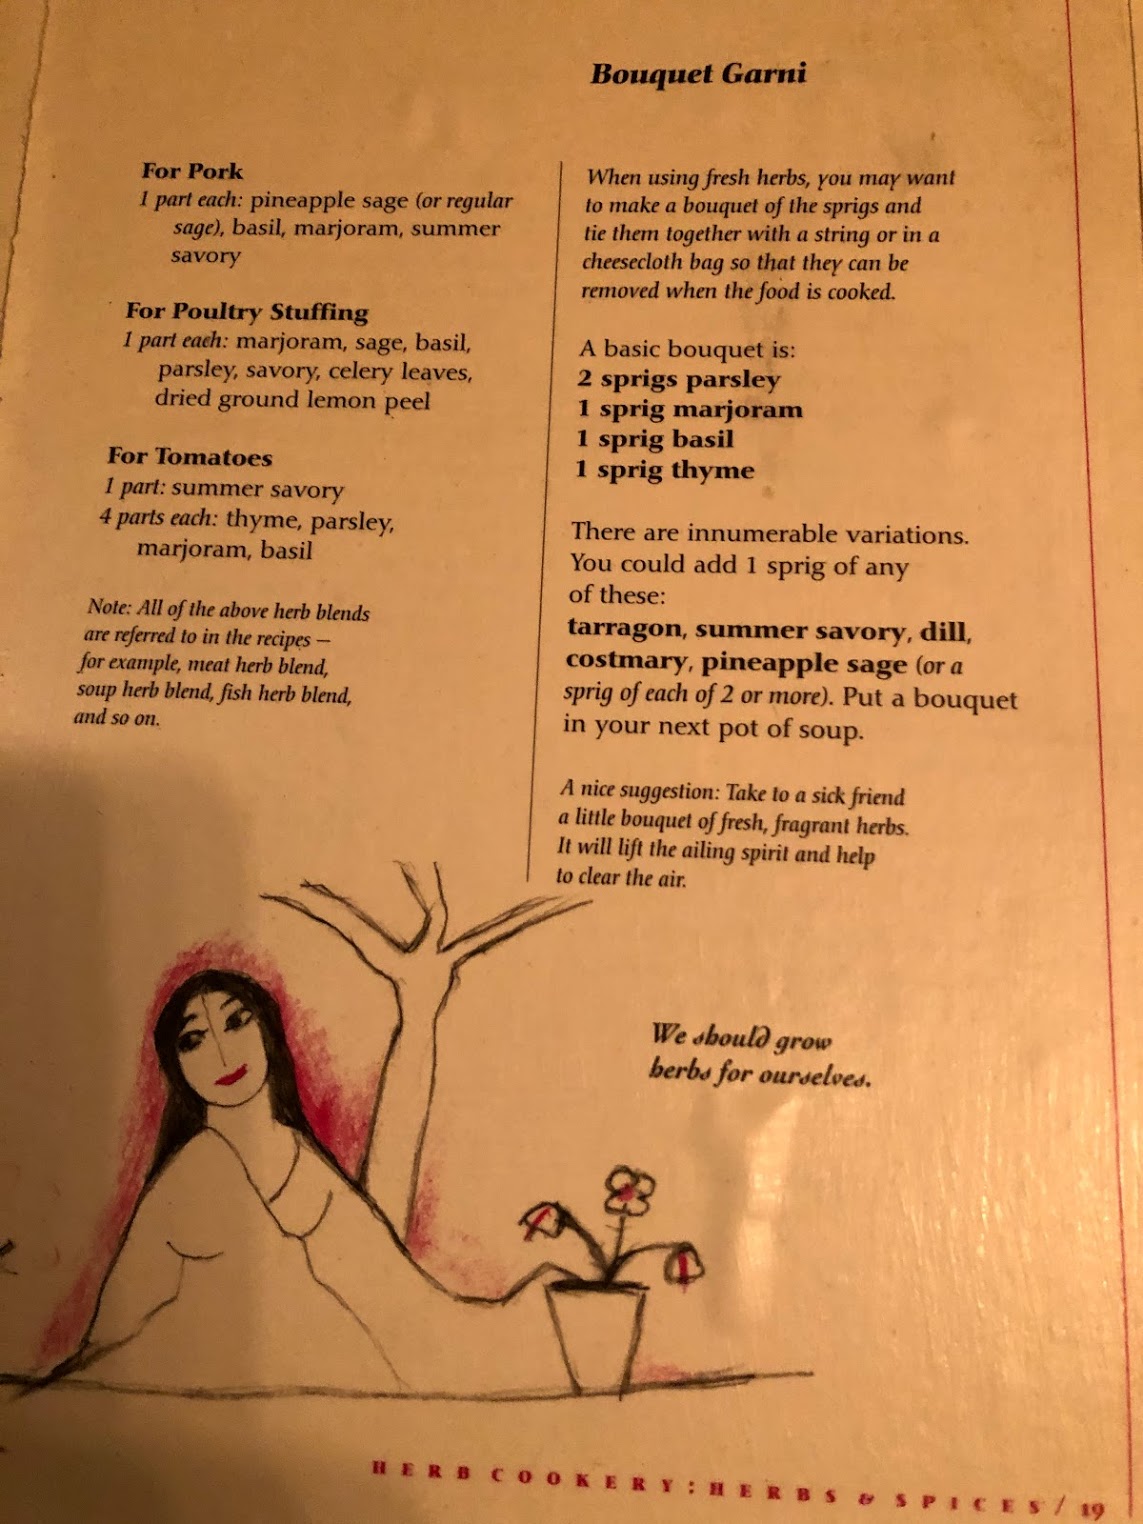 Bouquet Garni
For Pork
1 part each: pineapple sage (or regular
sage), basil, marjoram, summer
savory
For Poultry Stuffing
1 part each: marjoram, sage, basil,
parsley, savory, celery leaves,
dried ground lemon peel
For Tomatoes
1 part: summer savory
4 parts each: thyme, parsley,
marjoram, basil
Note: All of the above herb blends
are referred to in the recipes —
for example, meat herb blend,
soup herb blend, fish herb blend,
and so on.
When using fresh herbs, you may want
to make a bouquet of the sprigs and
tie them together with a string or in a
cheesecloth bag so that they can be
removed when the food is cooked.
A basic bouquet is:
2 sprigs parsley
1 sprig marjoram
1 sprig basil
1 sprig thyme
There are innumerable variations.
You could add 1 sprig of any
of these:
tarragon, summer savory, dill,
costmary, pineapple sage (or a
sprig of each of 2 or more). Put a bouquet
in your next pot of soup.
A nice suggestion: Take to a sick friend
a little bouquet of fresh, fragrant herbs.
It will lift the ailing spirit and help
to clear the air.
We should grow
herbs for ourselves.
HERB COOKERY: HERBS & SPICES / 19